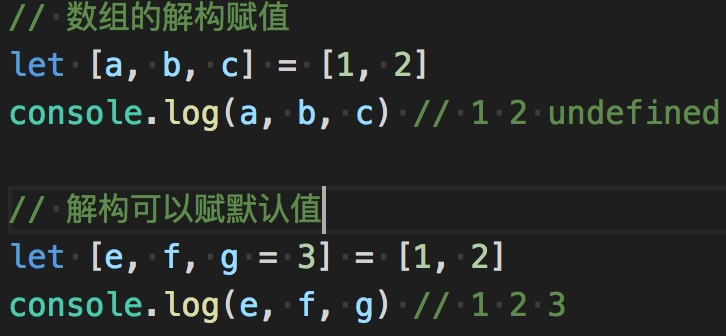 // 数组的解构赋值
let [a, b, c] = [1, 2]
console.log(a, b, c) // 1 2 undefined
// 解构可以赋默认值
let [e, f, g = 3] = [1, 2]
console.log(e, f, g) // 1 2 3